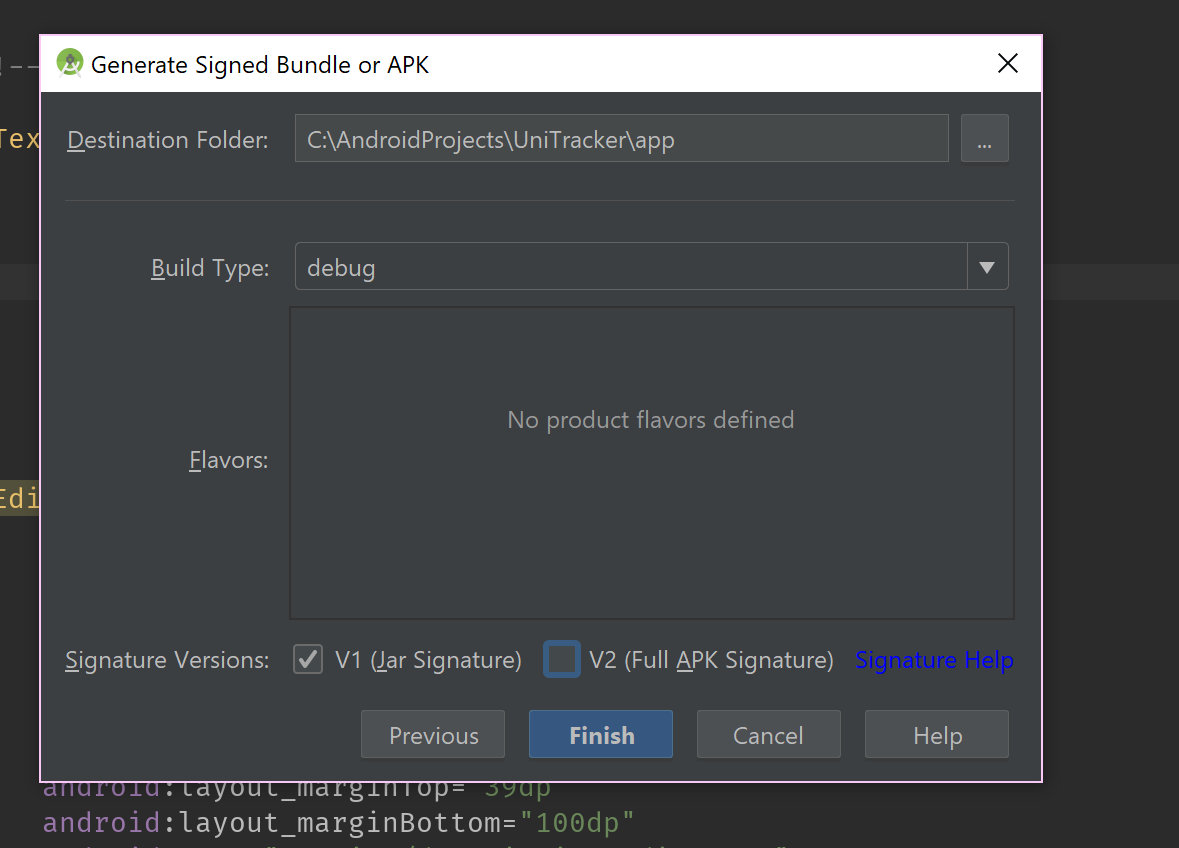 Generate Signed Bundle or APK
!--
Tex
Destination Folder: C:\AndroidProjects\UniTracker\app ...
Build Type: debug
No product flavors defined
Flavors:
Edi
Signature Versions: V1 (Jar Signature) V2 (Full APK Signature) Signature Help
Previous Finish Cancel Help
android:layout_marginTop="39dp
android:layout_marginBottom="100dp"